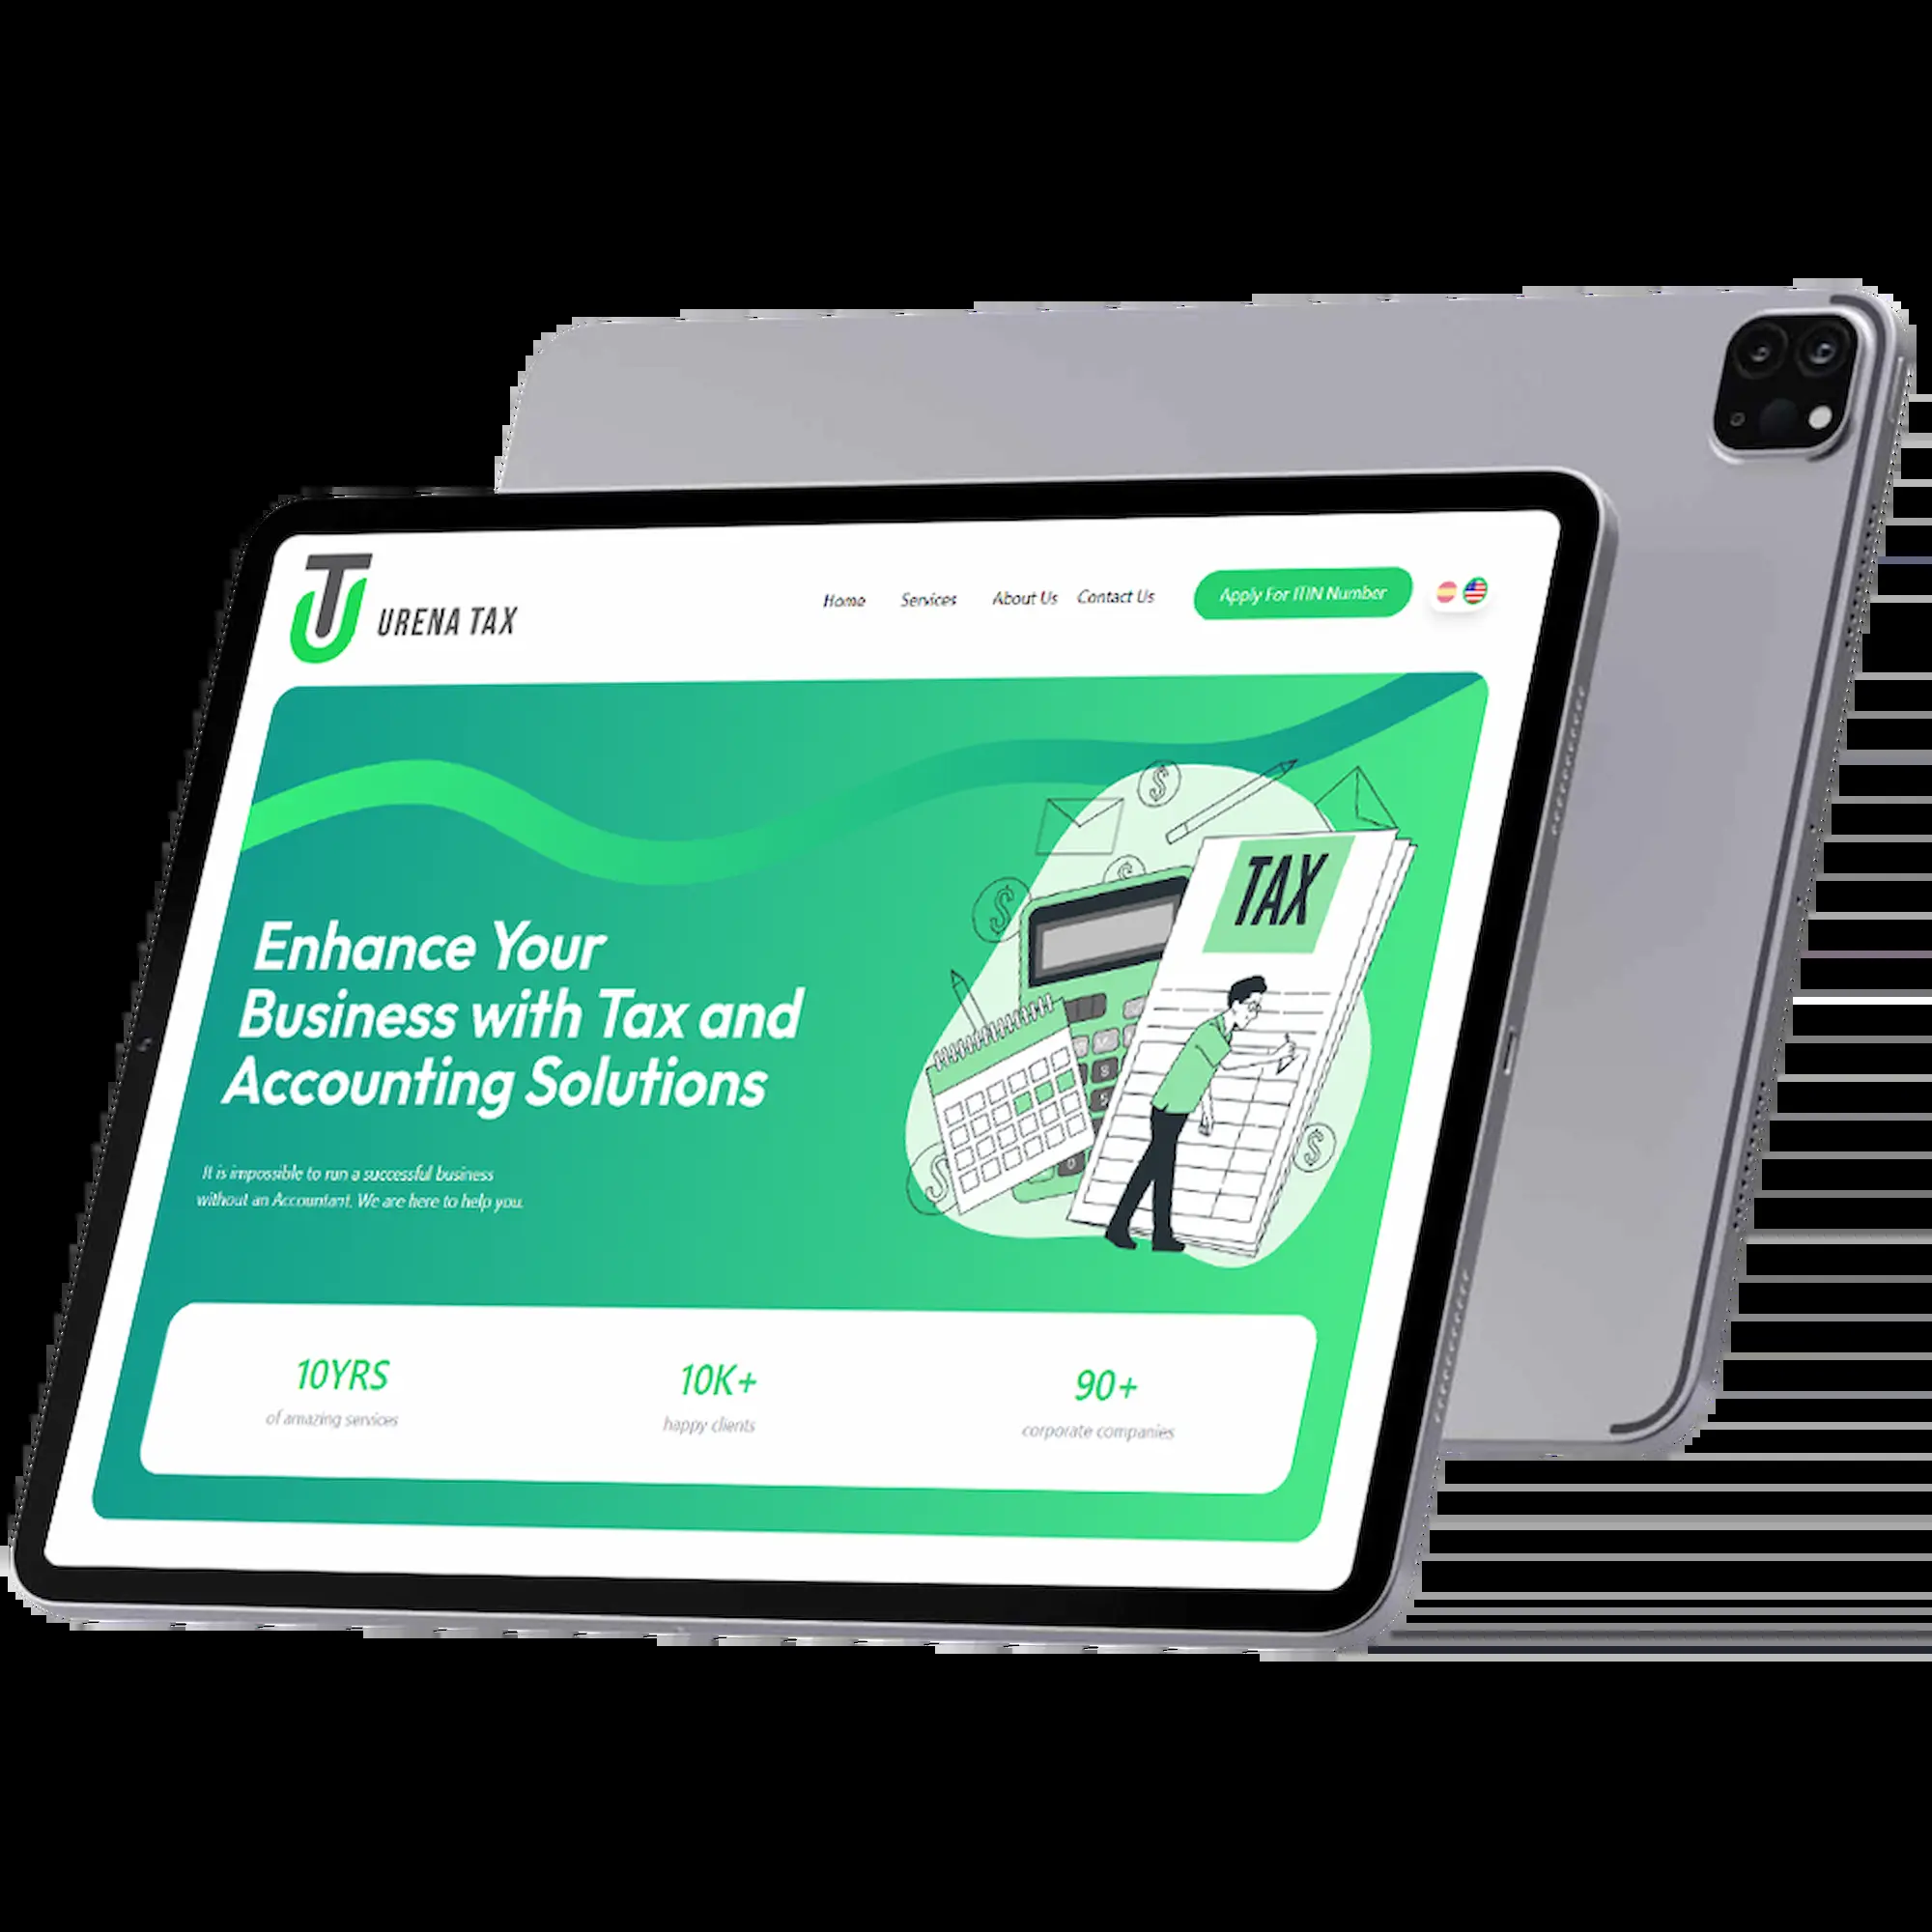 URENA TAX
Home Services About Us Contact Us Apply For ITIN Number
TAX
Enhance Your
Business with Tax and
Accounting Solutions
It is impossible to run a successful business
without an Accountant. We are here to help you.
10YRS 10K+ 90+
of amazing services happy clients corporate companies